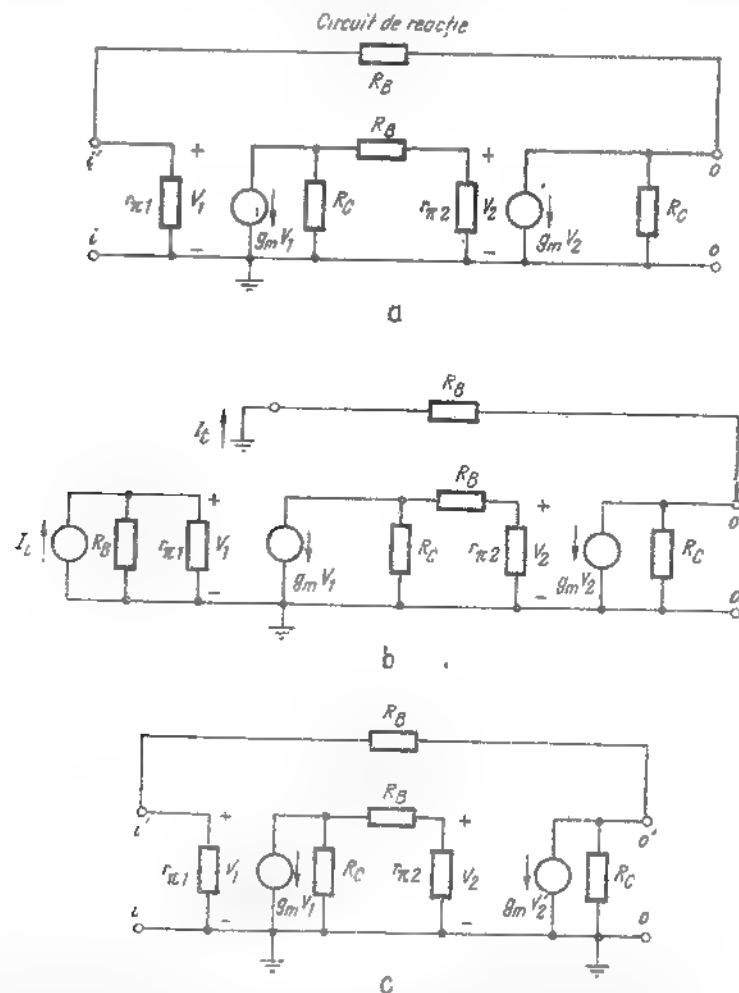 Circuit de reacție
R_B
R_B
i'
+
+
o'
r_π1
V_1
g_m V_1
R_C
r_π2
V_2
g_m V_2
R_C
i
-
-
o
a
R_B
I_t
R_B
+
+
o'
I_t
R_B
r_π1
V_1
g_m V_1
R_C
r_π2
V_2
g_m V_2
R_C
-
-
o
b
R_B
R_B
i'
+
+
o'
r_π1
V_1
g_m V_1
R_C
r_π2
V_2
g_m V_2'
R_C
i
-
-
o
c